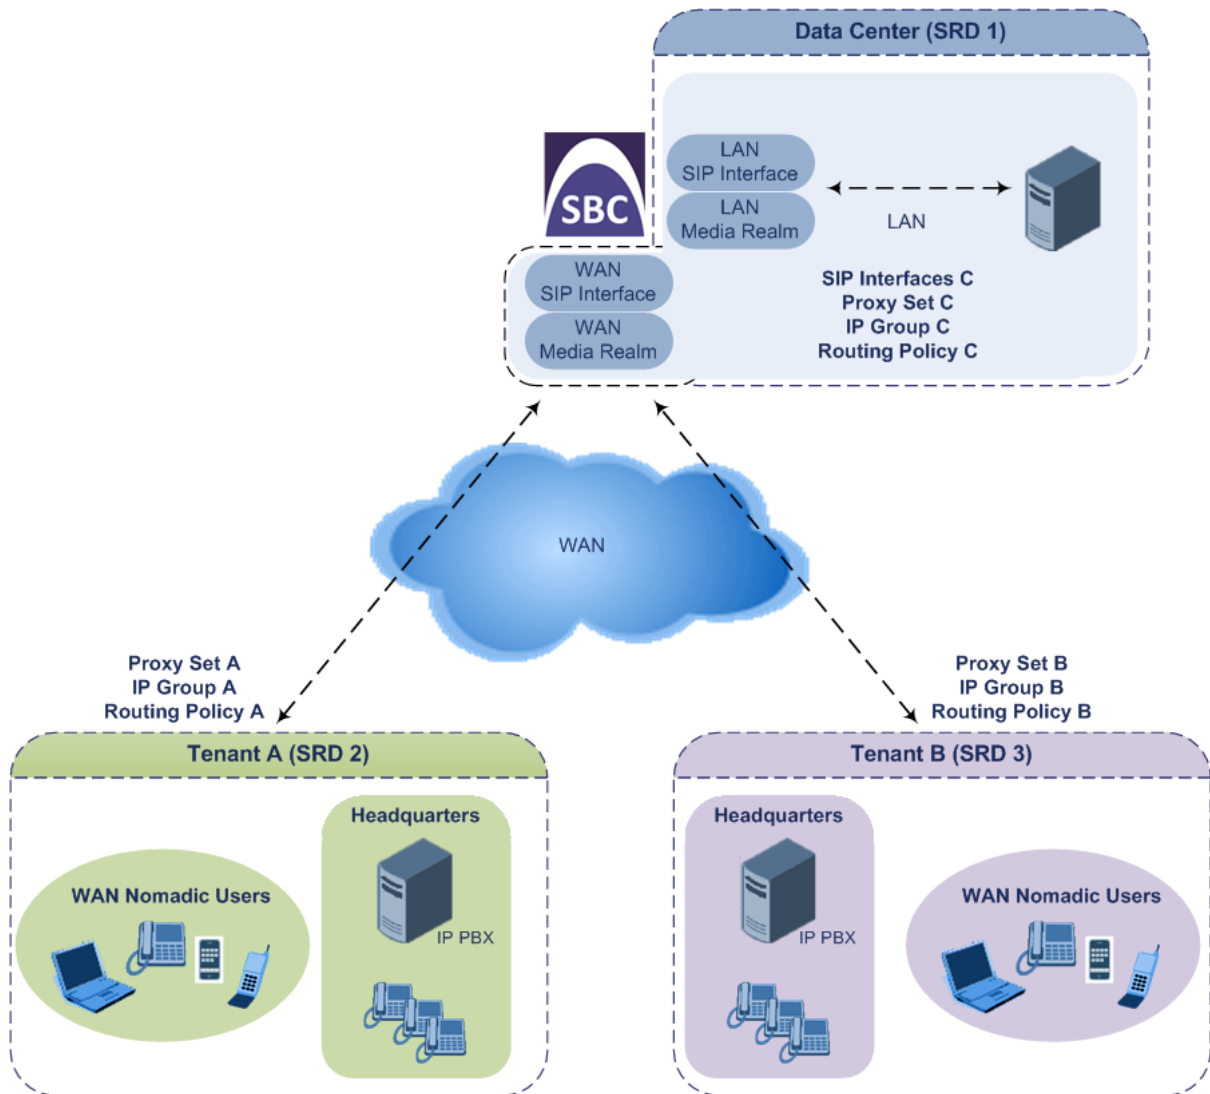 Data Center (SRD 1)
SBC
LAN
SIP Interface
LAN
Media Realm
LAN
WAN
SIP Interface
WAN
Media Realm
SIP Interfaces C
Proxy Set C
IP Group C
Routing Policy C
WAN
Proxy Set A
IP Group A
Routing Policy A
Proxy Set B
IP Group B
Routing Policy B
Tenant A (SRD 2)
WAN Nomadic Users
Headquarters
IP PBX
Tenant B (SRD 3)
Headquarters
IP PBX
WAN Nomadic Users